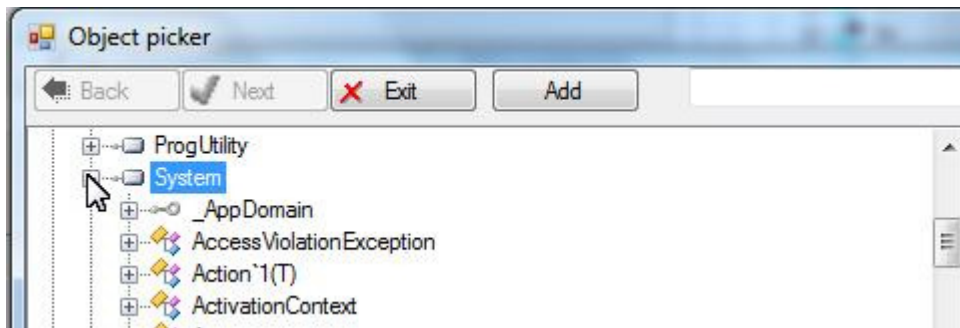 Object picker
Back Next Exit Add
ProgUtility
System
_AppDomain
AccessViolationException
Action`1(T)
ActivationContext